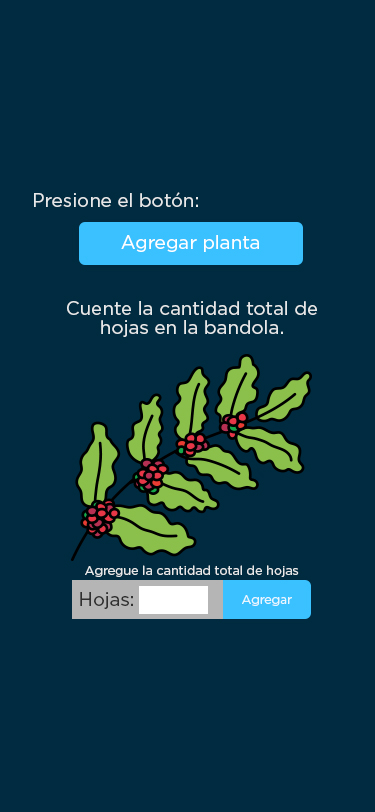 Presione el botón:
Agregar planta
Cuente la cantidad total de
hojas en la bandola.
Agregue la cantidad total de hojas
Hojas:
Agregar